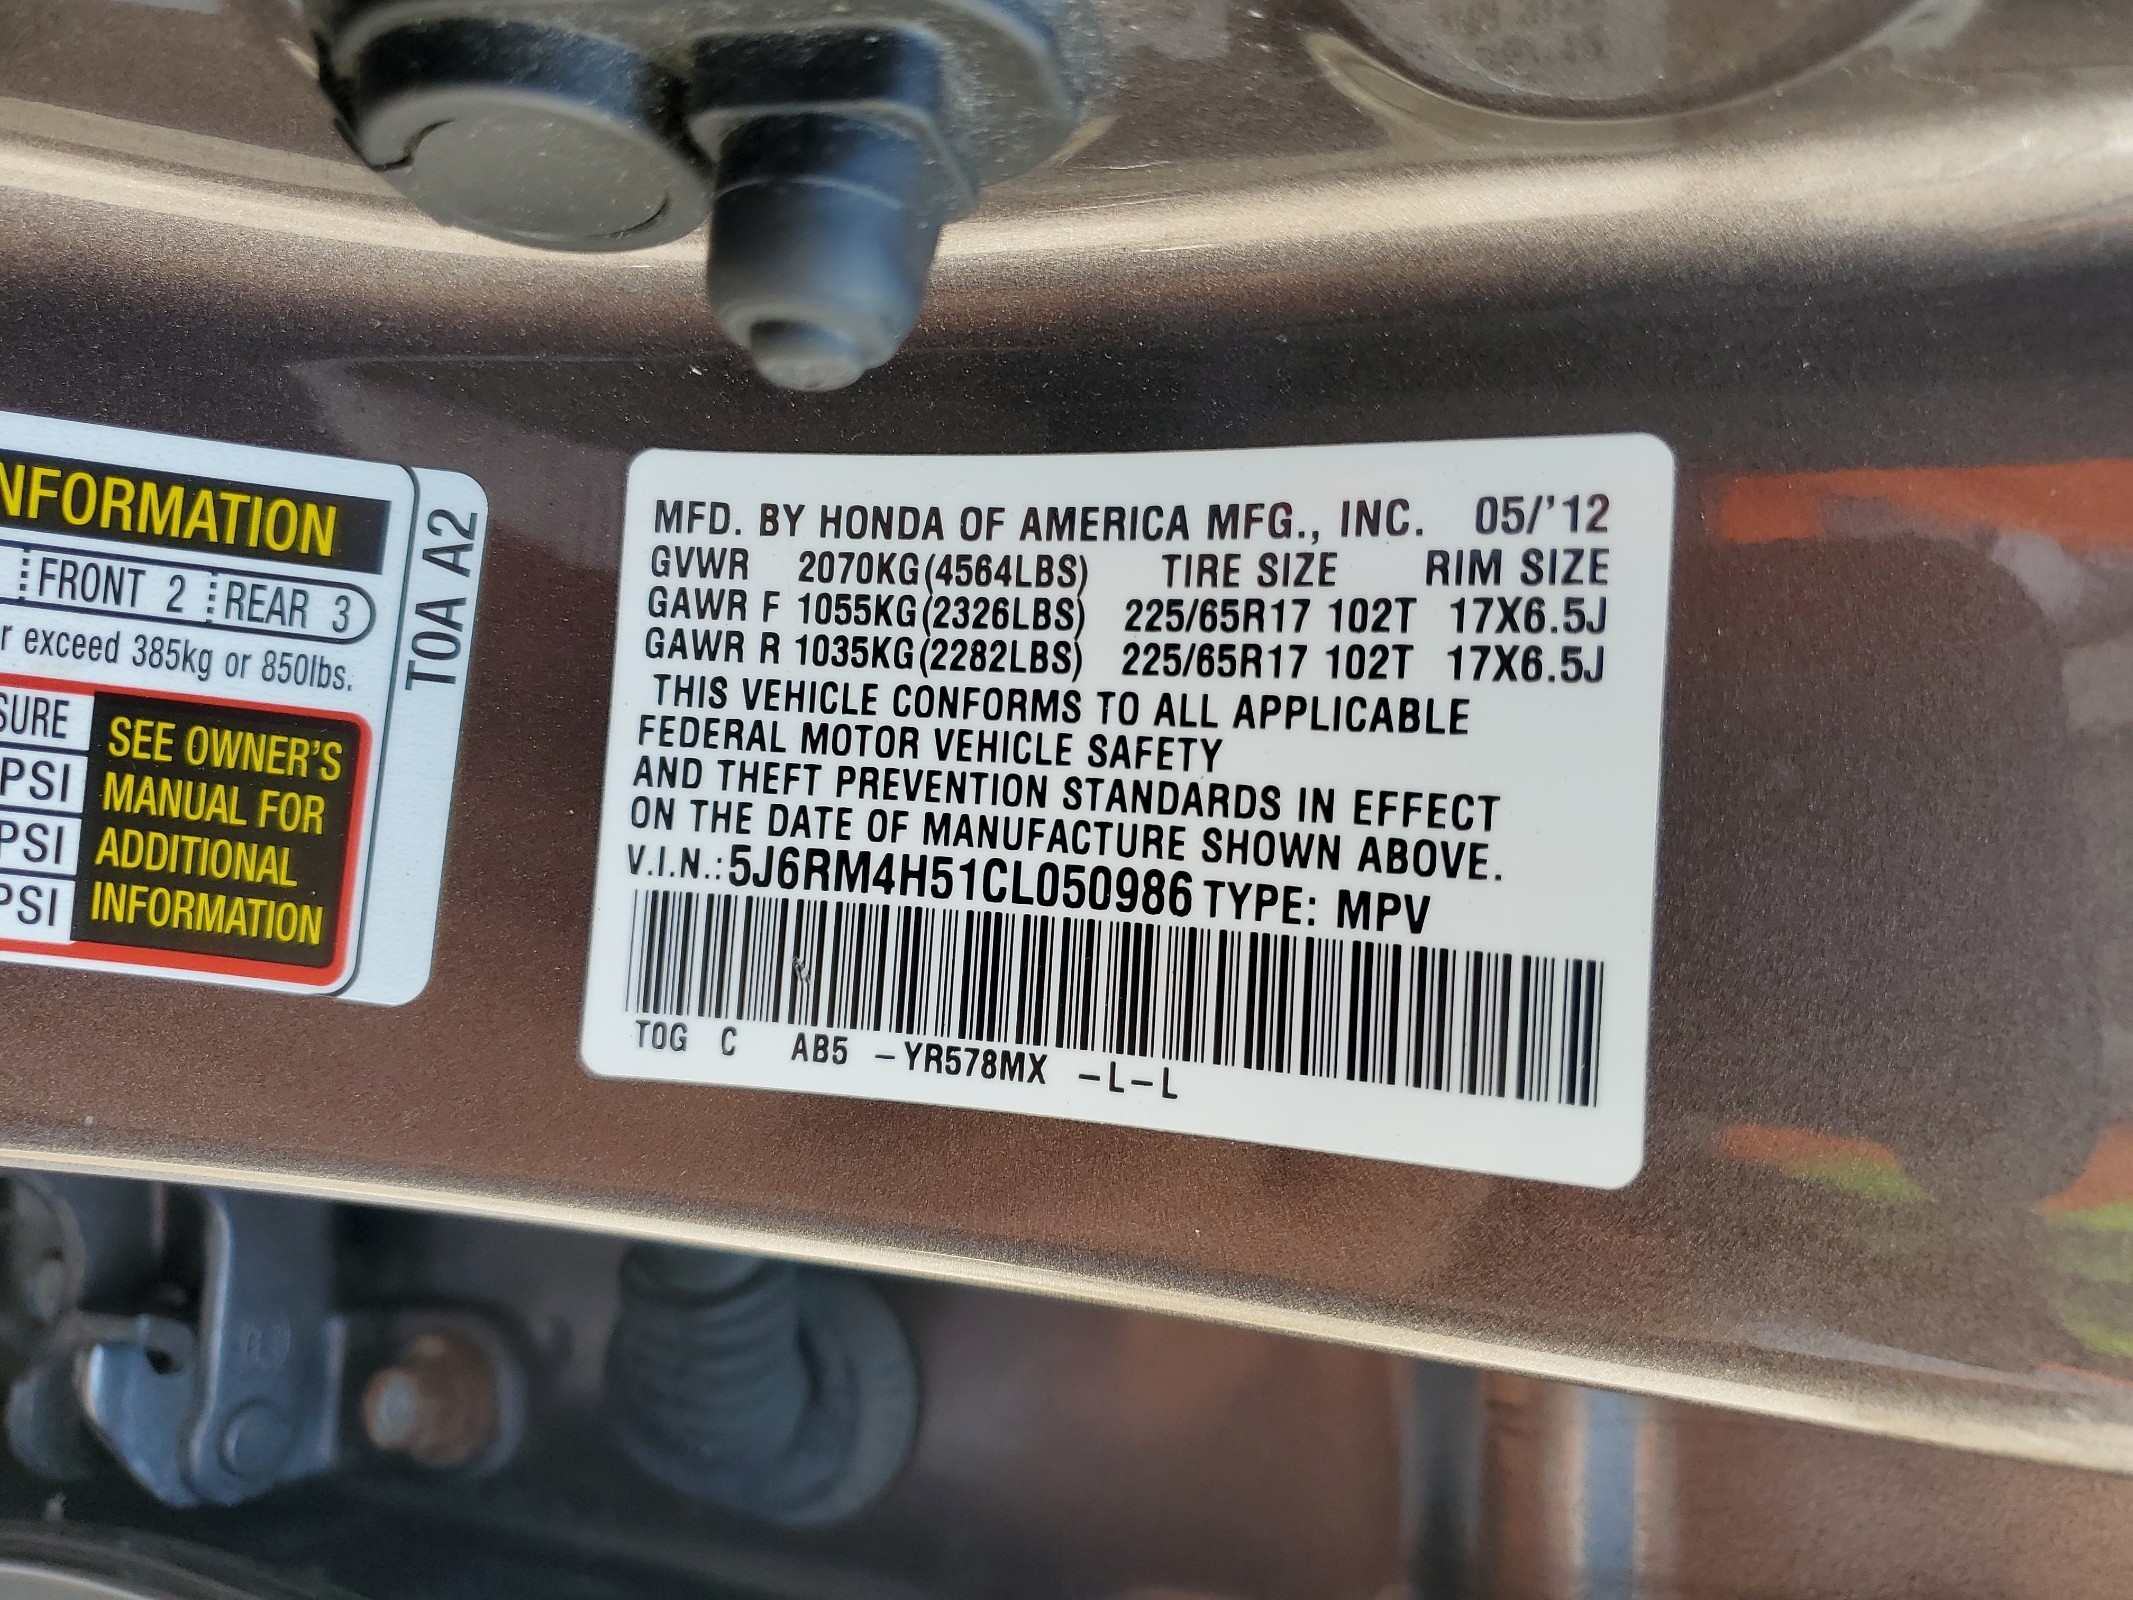 NFORMATION
FRONT 2 REAR 3
r exceed 385kg or 850lbs.
SURE
PSI
PSI
PSI
SEE OWNER'S
MANUAL FOR
ADDITIONAL
INFORMATION
T0A A2
MFD. BY HONDA OF AMERICA MFG., INC. 05/'12
GVWR 2070KG(4564LBS) TIRE SIZE RIM SIZE
GAWR F 1055KG(2326LBS) 225/65R17 102T 17X6.5J
GAWR R 1035KG(2282LBS) 225/65R17 102T 17X6.5J
THIS VEHICLE CONFORMS TO ALL APPLICABLE
FEDERAL MOTOR VEHICLE SAFETY
AND THEFT PREVENTION STANDARDS IN EFFECT
ON THE DATE OF MANUFACTURE SHOWN ABOVE.
V.I.N.: 5J6RM4H51CL050986 TYPE: MPV
T0G C AB5 –YR578MX –L–L